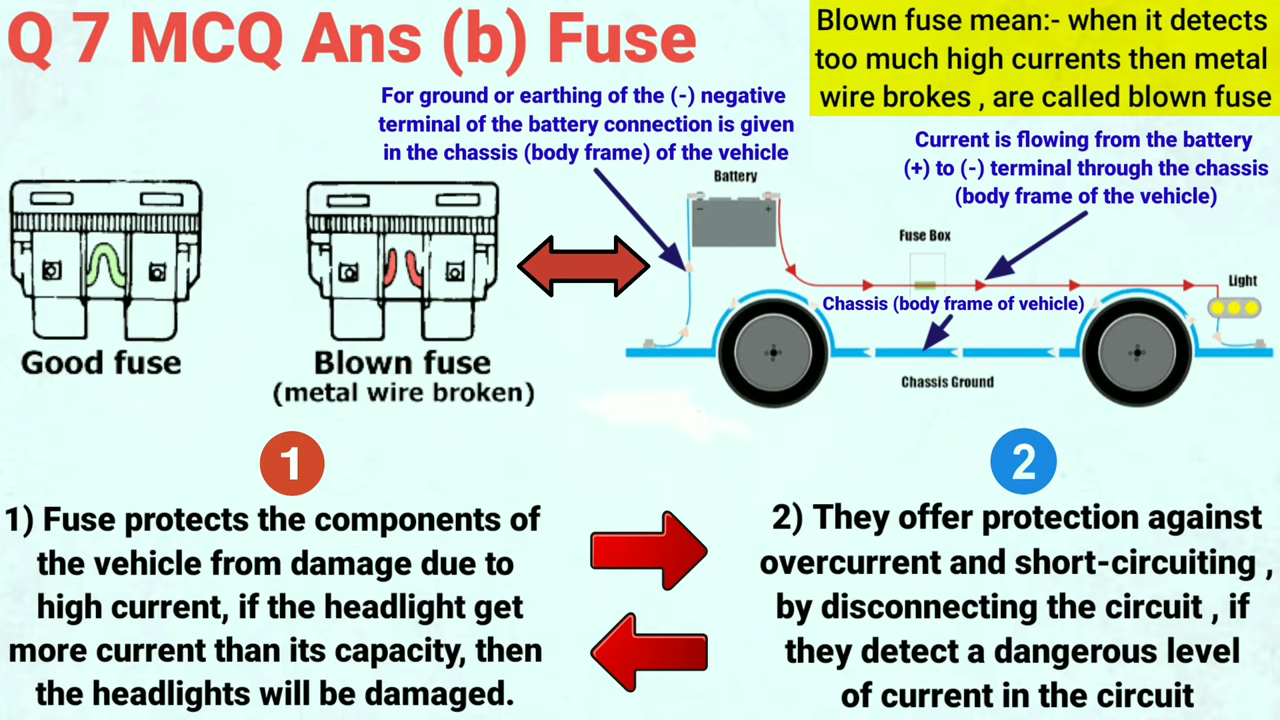 Q 7 MCQ Ans (b) Fuse
Blown fuse mean:- when it detects
too much high currents then metal
wire brokes , are called blown fuse
For ground or earthing of the (-) negative
terminal of the battery connection is given
in the chassis (body frame) of the vehicle
Current is flowing from the battery
(+) to (-) terminal through the chassis
(body frame of the vehicle)
Battery
-
+
Fuse Box
Light
Chassis (body frame of vehicle)
Chassis Ground
Good fuse
Blown fuse
(metal wire broken)
1
2
1) Fuse protects the components of
the vehicle from damage due to
high current, if the headlight get
more current than its capacity, then
the headlights will be damaged.
2) They offer protection against
overcurrent and short-circuiting ,
by disconnecting the circuit , if
they detect a dangerous level
of current in the circuit